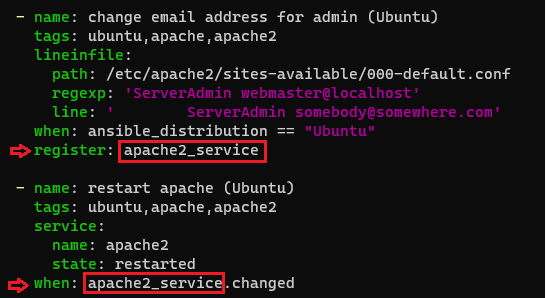 - name: change email address for admin (Ubuntu)
  tags: ubuntu,apache,apache2
  lineinfile:
    path: /etc/apache2/sites-available/000-default.conf
    regexp: 'ServerAdmin webmaster@localhost'
    line: '        ServerAdmin somebody@somewhere.com'
  when: ansible_distribution == "Ubuntu"
  register: apache2_service

- name: restart apache (Ubuntu)
  tags: ubuntu,apache,apache2
  service:
    name: apache2
    state: restarted
  when: apache2_service.changed